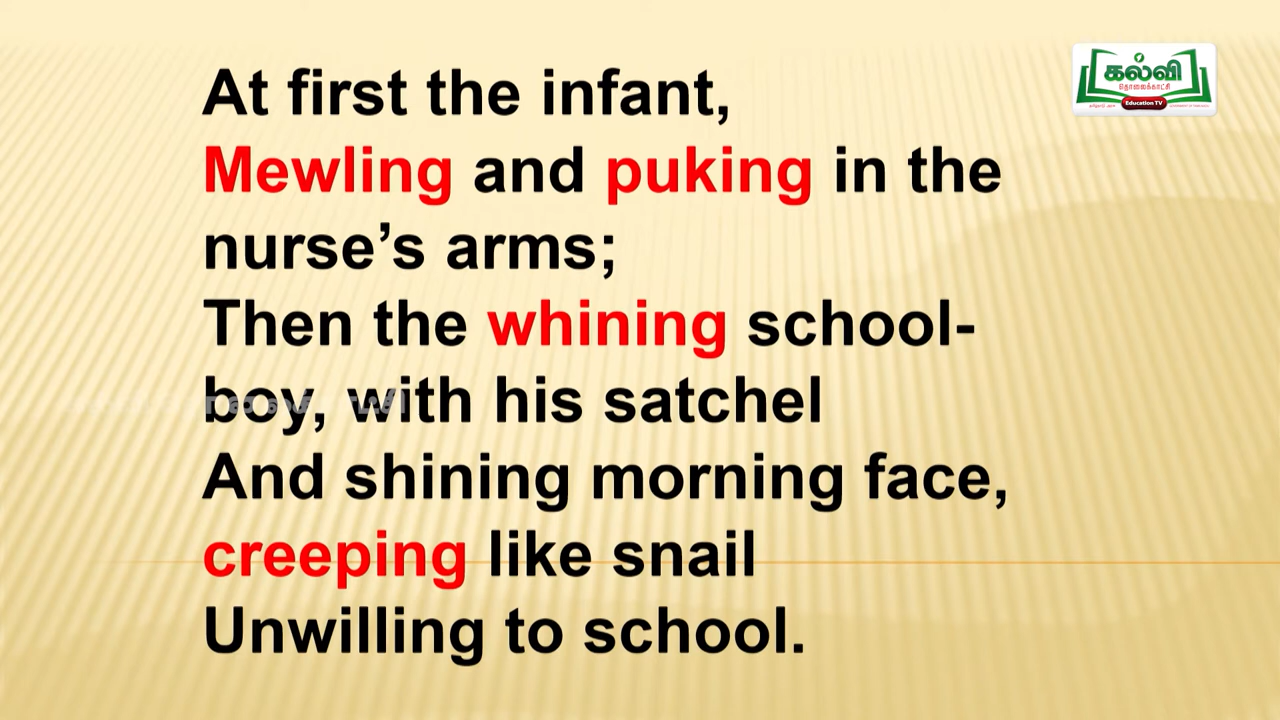 கல்வி
தொலைக்காட்சி
Education TV
At first the infant,
Mewling and puking in the
nurse’s arms;
Then the whining school-
boy, with his satchel
And shining morning face,
creeping like snail
Unwilling to school.